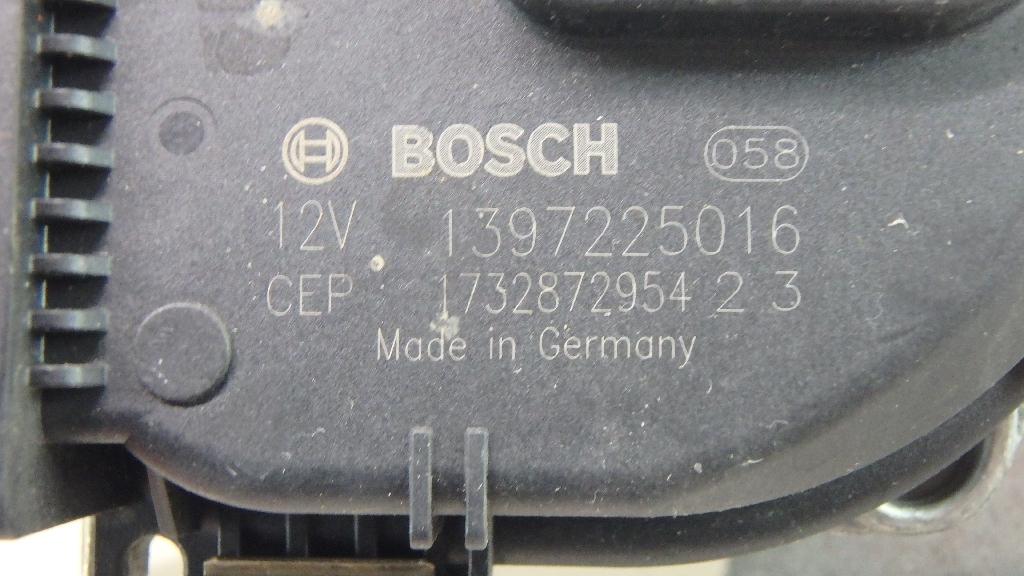 BOSCH 058
12V 1397225016
CEP 1732872954 2 3
Made in Germany